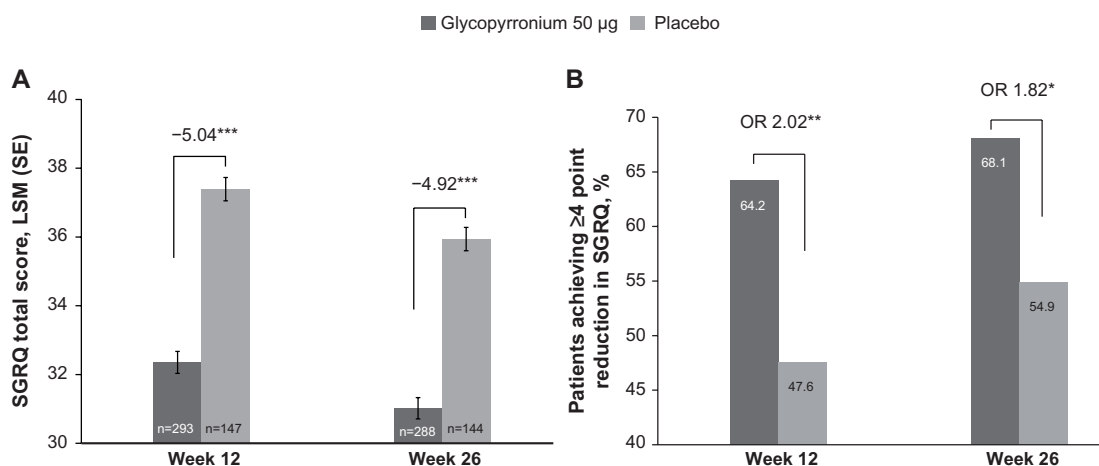 Glycopyrronium 50 μg Placebo
A
SGRQ total score, LSM (SE)
40
38
36
34
32
30
−5.04***
−4.92***
n=293
n=147
n=288
n=144
Week 12
Week 26
B
Patients achieving ≥4 point
reduction in SGRQ, %
70
65
60
55
50
45
40
OR 2.02**
OR 1.82*
64.2
47.6
68.1
54.9
Week 12
Week 26